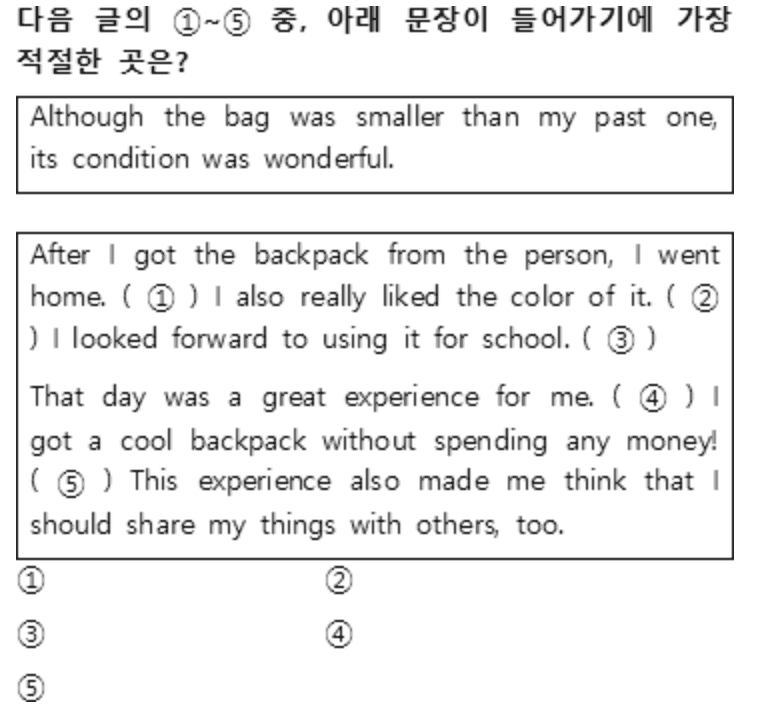 다음 글의 ①~⑤ 중, 아래 문장이 들어가기에 가장
적절한 곳은?
Although the bag was smaller than my past one,
its condition was wonderful.
After I got the backpack from the person, I went
home. ( ① ) I also really liked the color of it. ( ②
) I looked forward to using it for school. ( ③ )
That day was a great experience for me. ( ④ ) I
got a cool backpack without spending any money!
( ⑤ ) This experience also made me think that I
should share my things with others, too.
① ②
③ ④
⑤